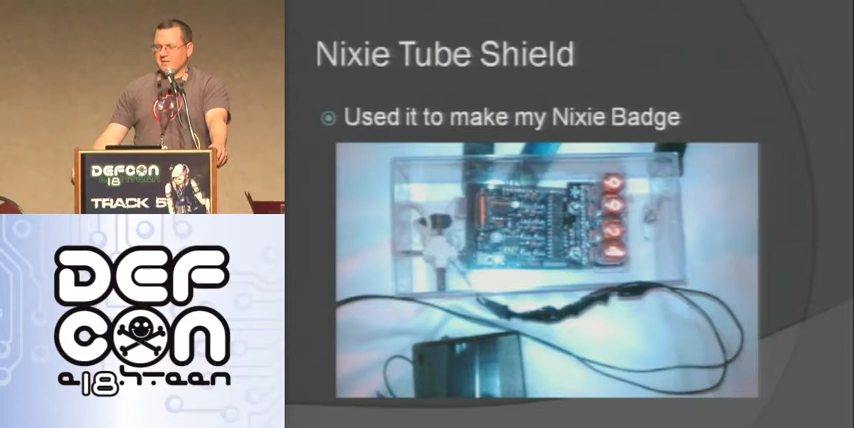 DEFCON
18
TRACK 5
DEF
CON
e18hteen
Nixie Tube Shield
Used it to make my Nixie Badge